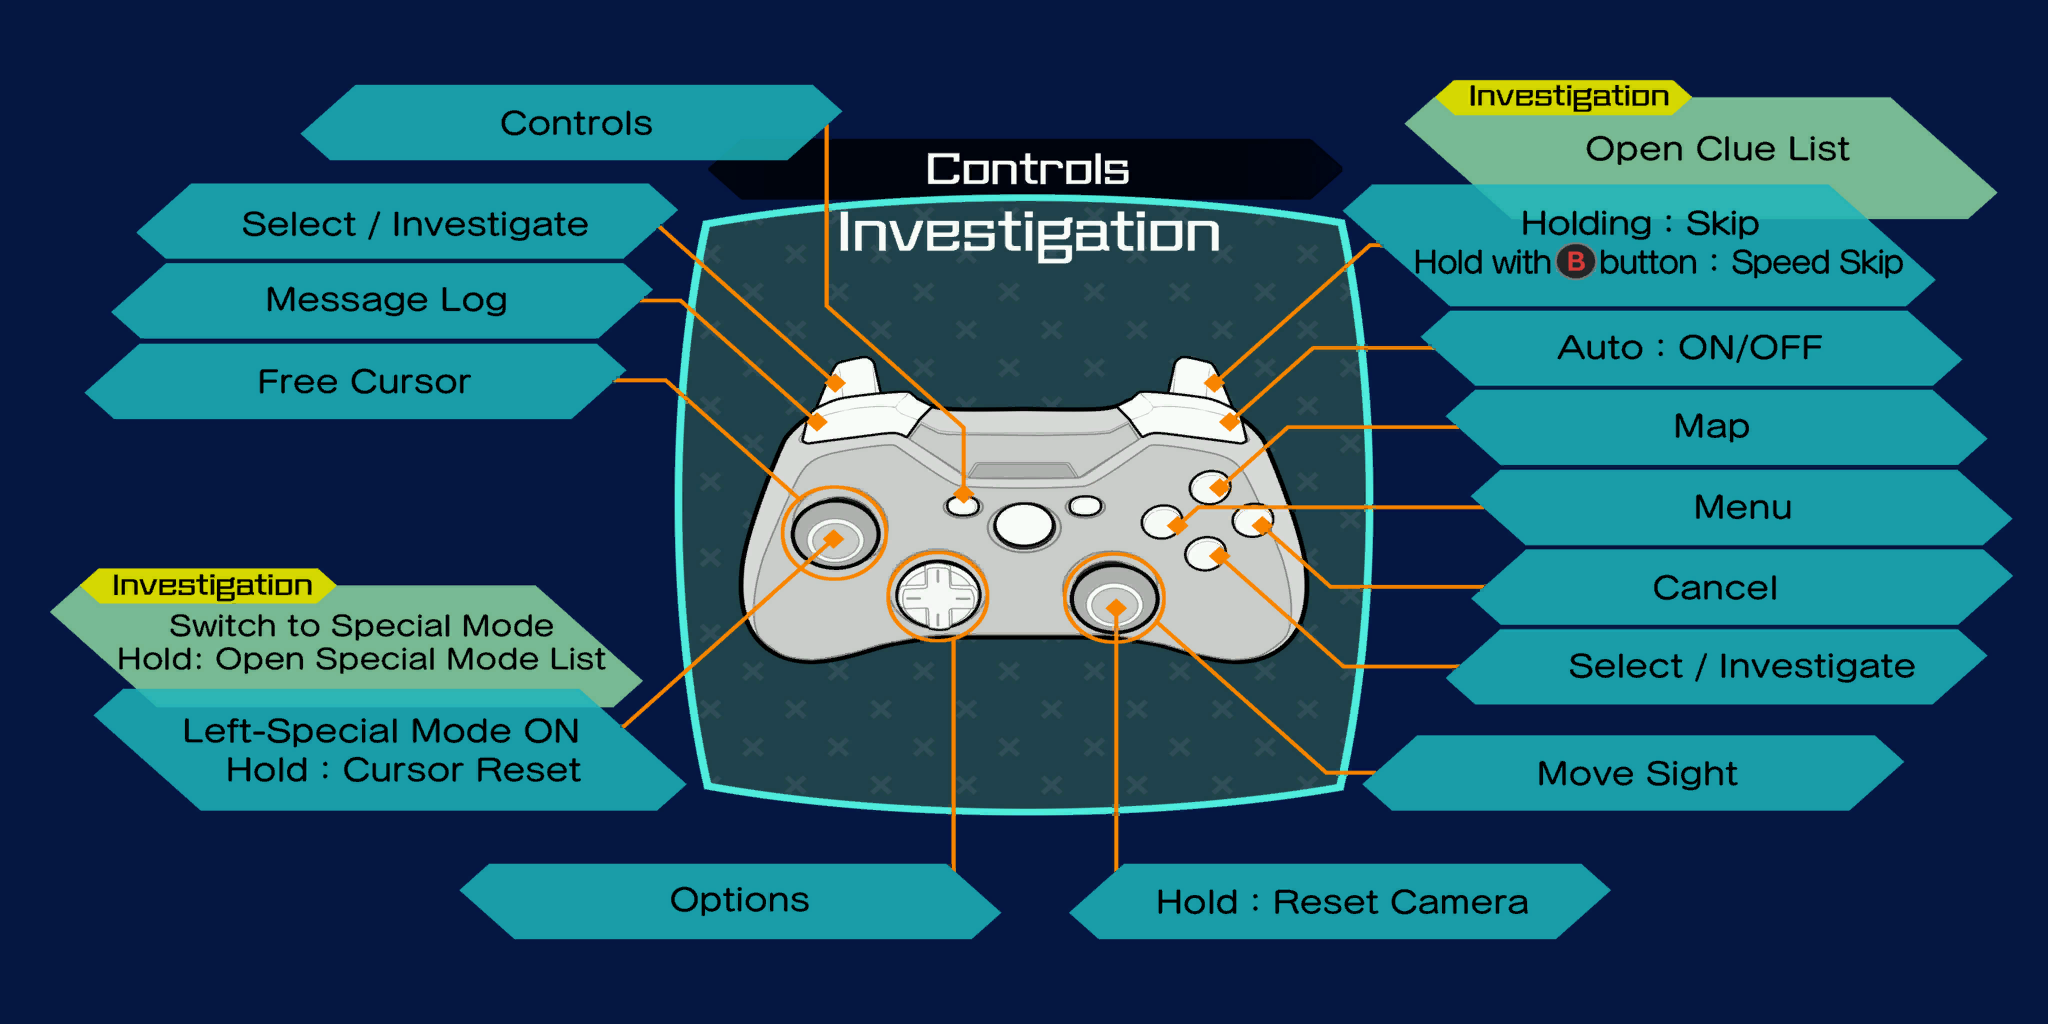 Controls
Investigation
Controls
Select / Investigate
Message Log
Free Cursor
Investigation
Switch to Special Mode
Hold: Open Special Mode List
Left-Special Mode ON
Hold : Cursor Reset
Options
Investigation
Open Clue List
Holding : Skip
Hold with B button : Speed Skip
Auto : ON/OFF
Map
Menu
Cancel
Select / Investigate
Move Sight
Hold : Reset Camera